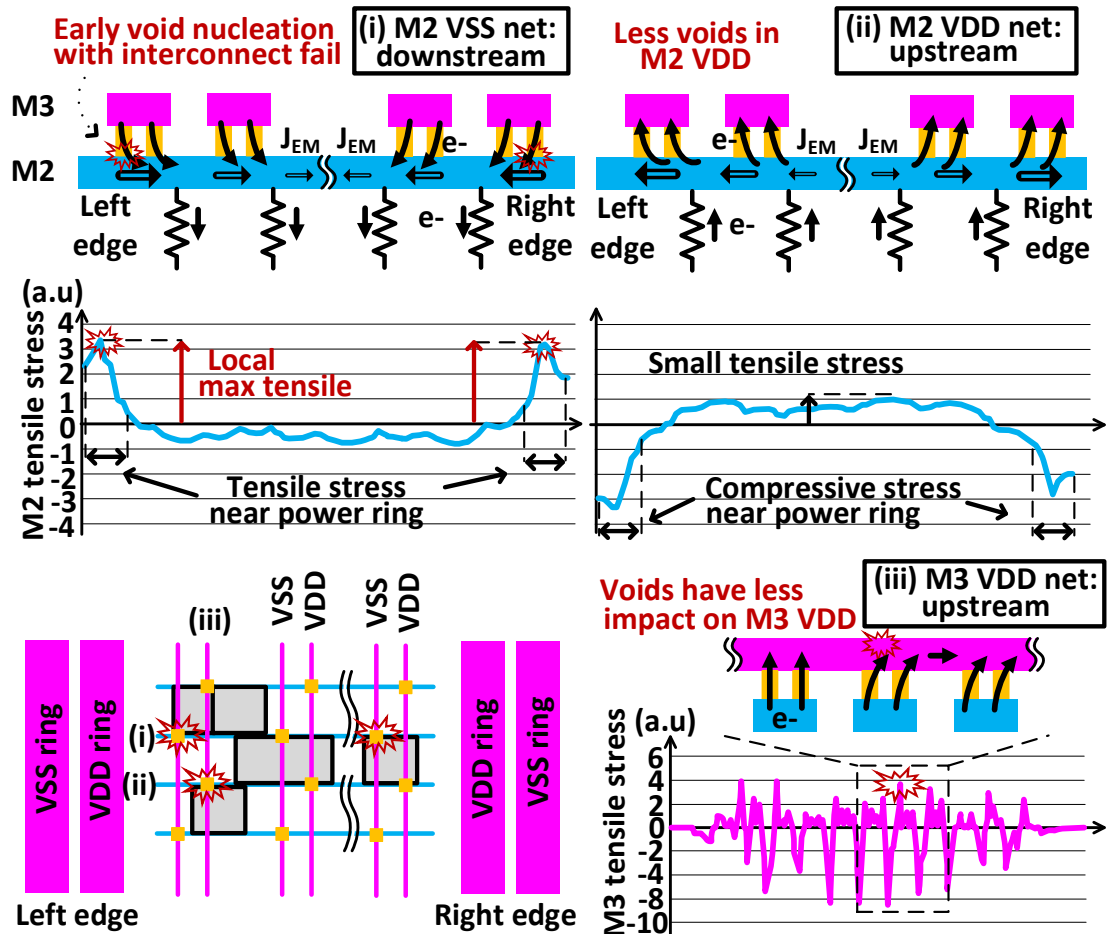 Early void nucleation
with interconnect fail
(i) M2 VSS net:
downstream
M3
M2
J_EM
J_EM
e-
Left
edge
e-
Right
edge
Less voids in
M2 VDD
(ii) M2 VDD net:
upstream
e-
J_EM
J_EM
Left
edge
e-
Right
edge
(a.u)
M2 tensile stress
4
3
2
1
0
-1
-2
-3
-4
Local
max tensile
Tensile stress
near power ring
Small tensile stress
Compressive stress
near power ring
VSS ring
VDD ring
(iii)
VSS
VDD
VSS
VDD
(i)
(ii)
VDD ring
VSS ring
Left edge
Right edge
Voids have less
impact on M3 VDD
(iii) M3 VDD net:
upstream
e-
(a.u)
M3 tensile stress
6
4
2
0
-2
-4
-6
-8
-10